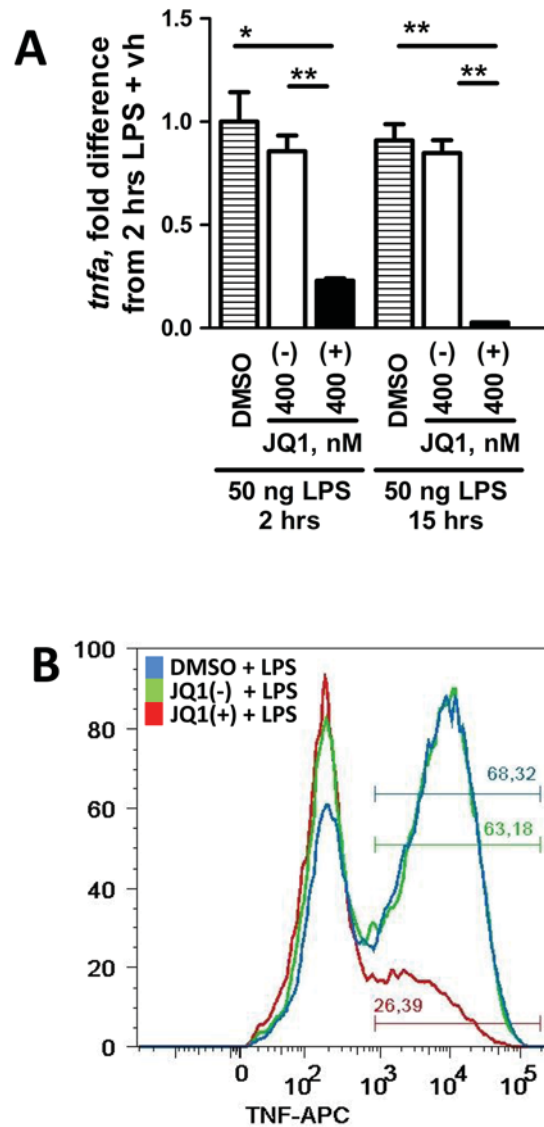 A
tnfa, fold difference
from 2 hrs LPS + vh
1.5
1.0
0.5
0.0
* **
** **
DMSO (-) 400 (+) 400 DMSO (-) 400 (+) 400
JQ1, nM JQ1, nM
50 ng LPS 50 ng LPS
2 hrs 15 hrs
B
100
80
60
40
20
0
DMSO + LPS
JQ1(-) + LPS
JQ1(+) + LPS
68,32
63,18
26,39
0 10² 10³ 10⁴ 10⁵
TNF-APC